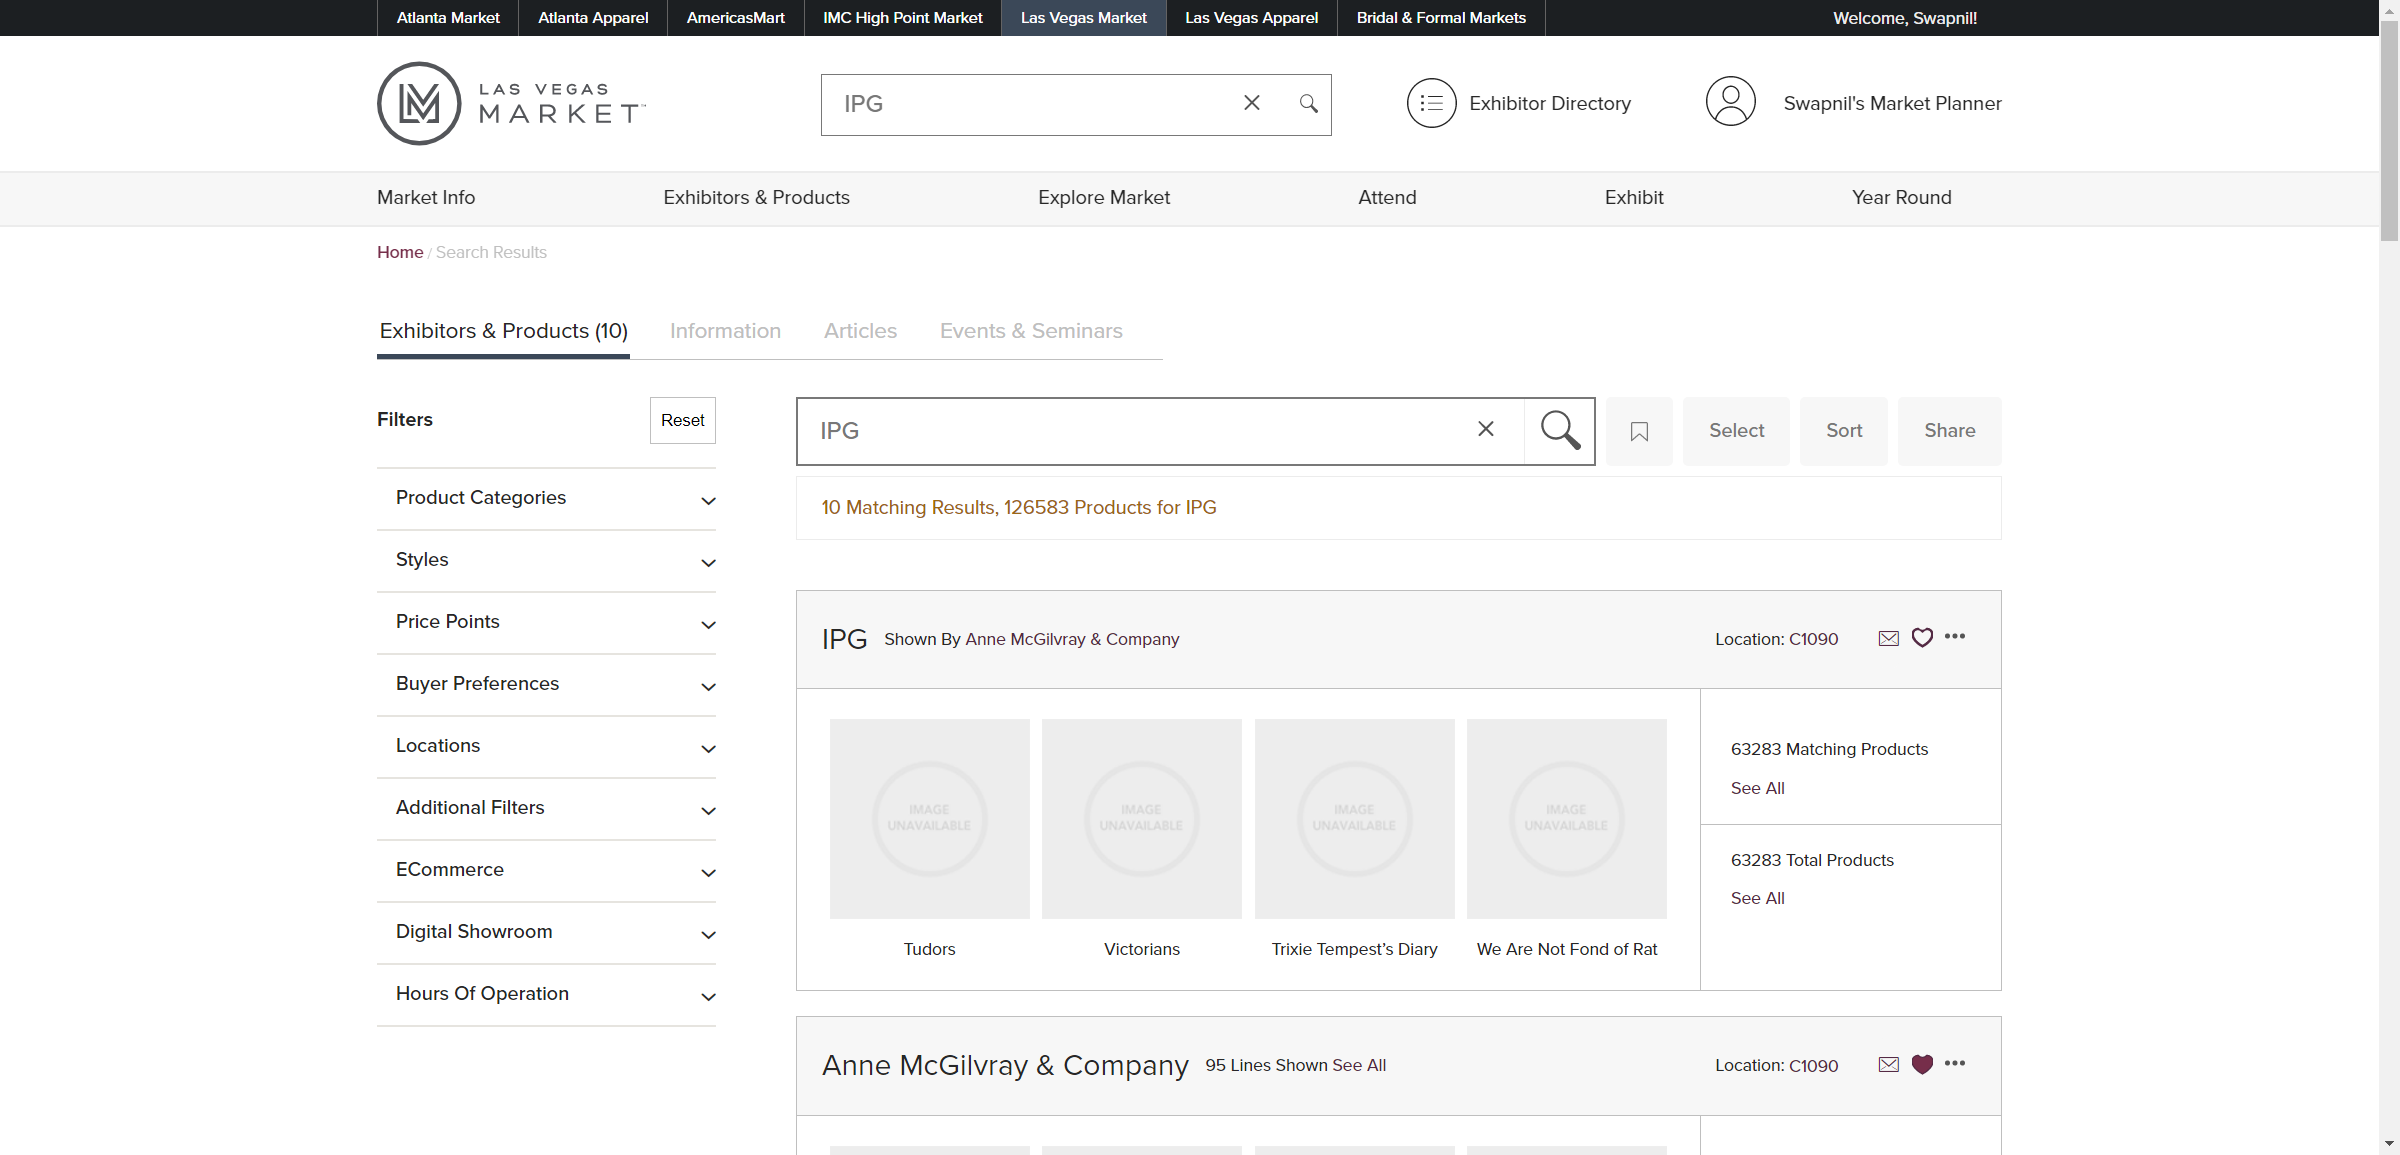 Atlanta Market
Atlanta Apparel
AmericasMart
IMC High Point Market
Las Vegas Market
Las Vegas Apparel
Bridal & Formal Markets
Welcome, Swapnil!
LAS VEGAS
MARKET™
IPG
Exhibitor Directory
Swapnil's Market Planner
Market Info
Exhibitors & Products
Explore Market
Attend
Exhibit
Year Round
Home / Search Results
Exhibitors & Products (10)
Information
Articles
Events & Seminars
Filters
Reset
Product Categories
Styles
Price Points
Buyer Preferences
Locations
Additional Filters
ECommerce
Digital Showroom
Hours Of Operation
IPG
Select
Sort
Share
10 Matching Results, 126583 Products for IPG
IPG Shown By Anne McGilvray & Company
Location: C1090
IMAGE
UNAVAILABLE
IMAGE
UNAVAILABLE
IMAGE
UNAVAILABLE
IMAGE
UNAVAILABLE
Tudors
Victorians
Trixie Tempest’s Diary
We Are Not Fond of Rat
63283 Matching Products
See All
63283 Total Products
See All
Anne McGilvray & Company 95 Lines Shown See All
Location: C1090